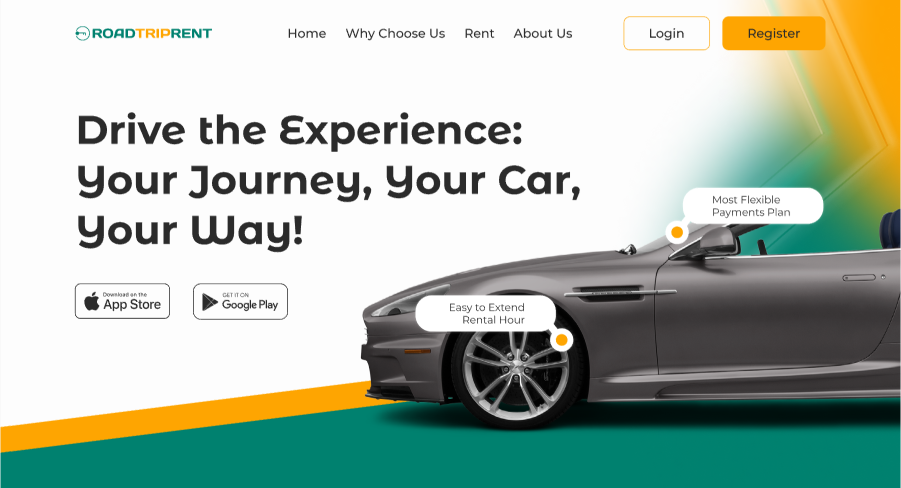 ROADTRIPRENT
Home
Why Choose Us
Rent
About Us
Login
Register
Drive the Experience:
Your Journey, Your Car,
Your Way!
Download on the
App Store
GET IT ON
Google Play
Most Flexible
Payments Plan
Easy to Extend
Rental Hour